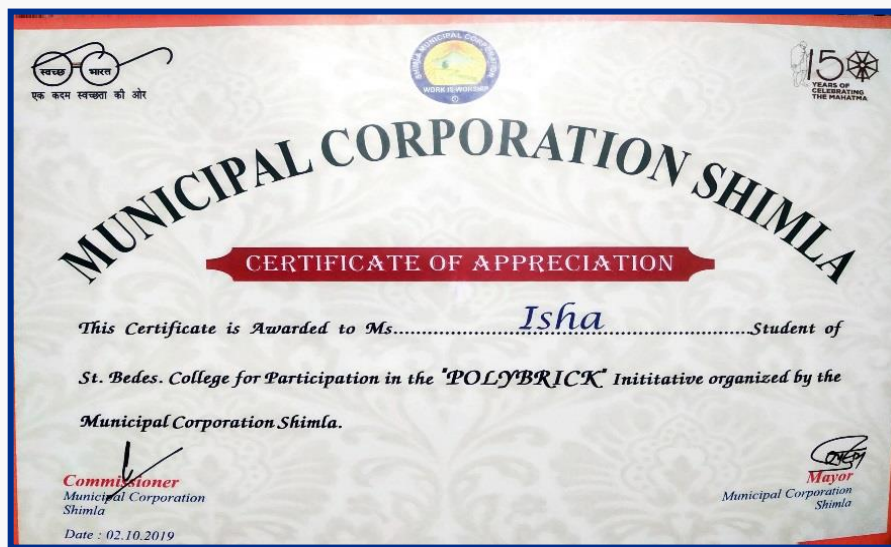 स्वच्छ भारत
एक कदम स्वच्छता की ओर
SHIMLA MUNICIPAL CORPORATION
WORK IS WORSHIP
150
YEARS OF
CELEBRATING
THE MAHATMA
MUNICIPAL CORPORATION SHIMLA
CERTIFICATE OF APPRECIATION
This Certificate is Awarded to Ms.....................Isha.........................Student of
St. Bedes. College for Participation in the "POLYBRICK" Inititative organized by the
Municipal Corporation Shimla.
Commissioner
Municipal Corporation
Shimla
Date : 02.10.2019
Mayor
Municipal Corporation
Shimla